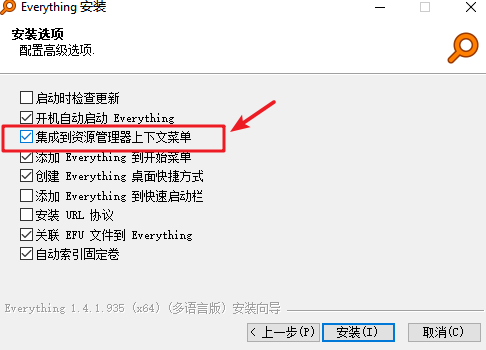 Everything 安装
安装选项
配置高级选项.
启动时检查更新
开机自动启动 Everything
集成到资源管理器上下文菜单
添加 Everything 到开始菜单
创建 Everything 桌面快捷方式
添加 Everything 到快速启动栏
安装 URL 协议
关联 EFU 文件到 Everything
自动索引固定卷
Everything 1.4.1.935 (x64) (多语言版) 安装向导
< 上一步(P) 安装(I) 取消(C)